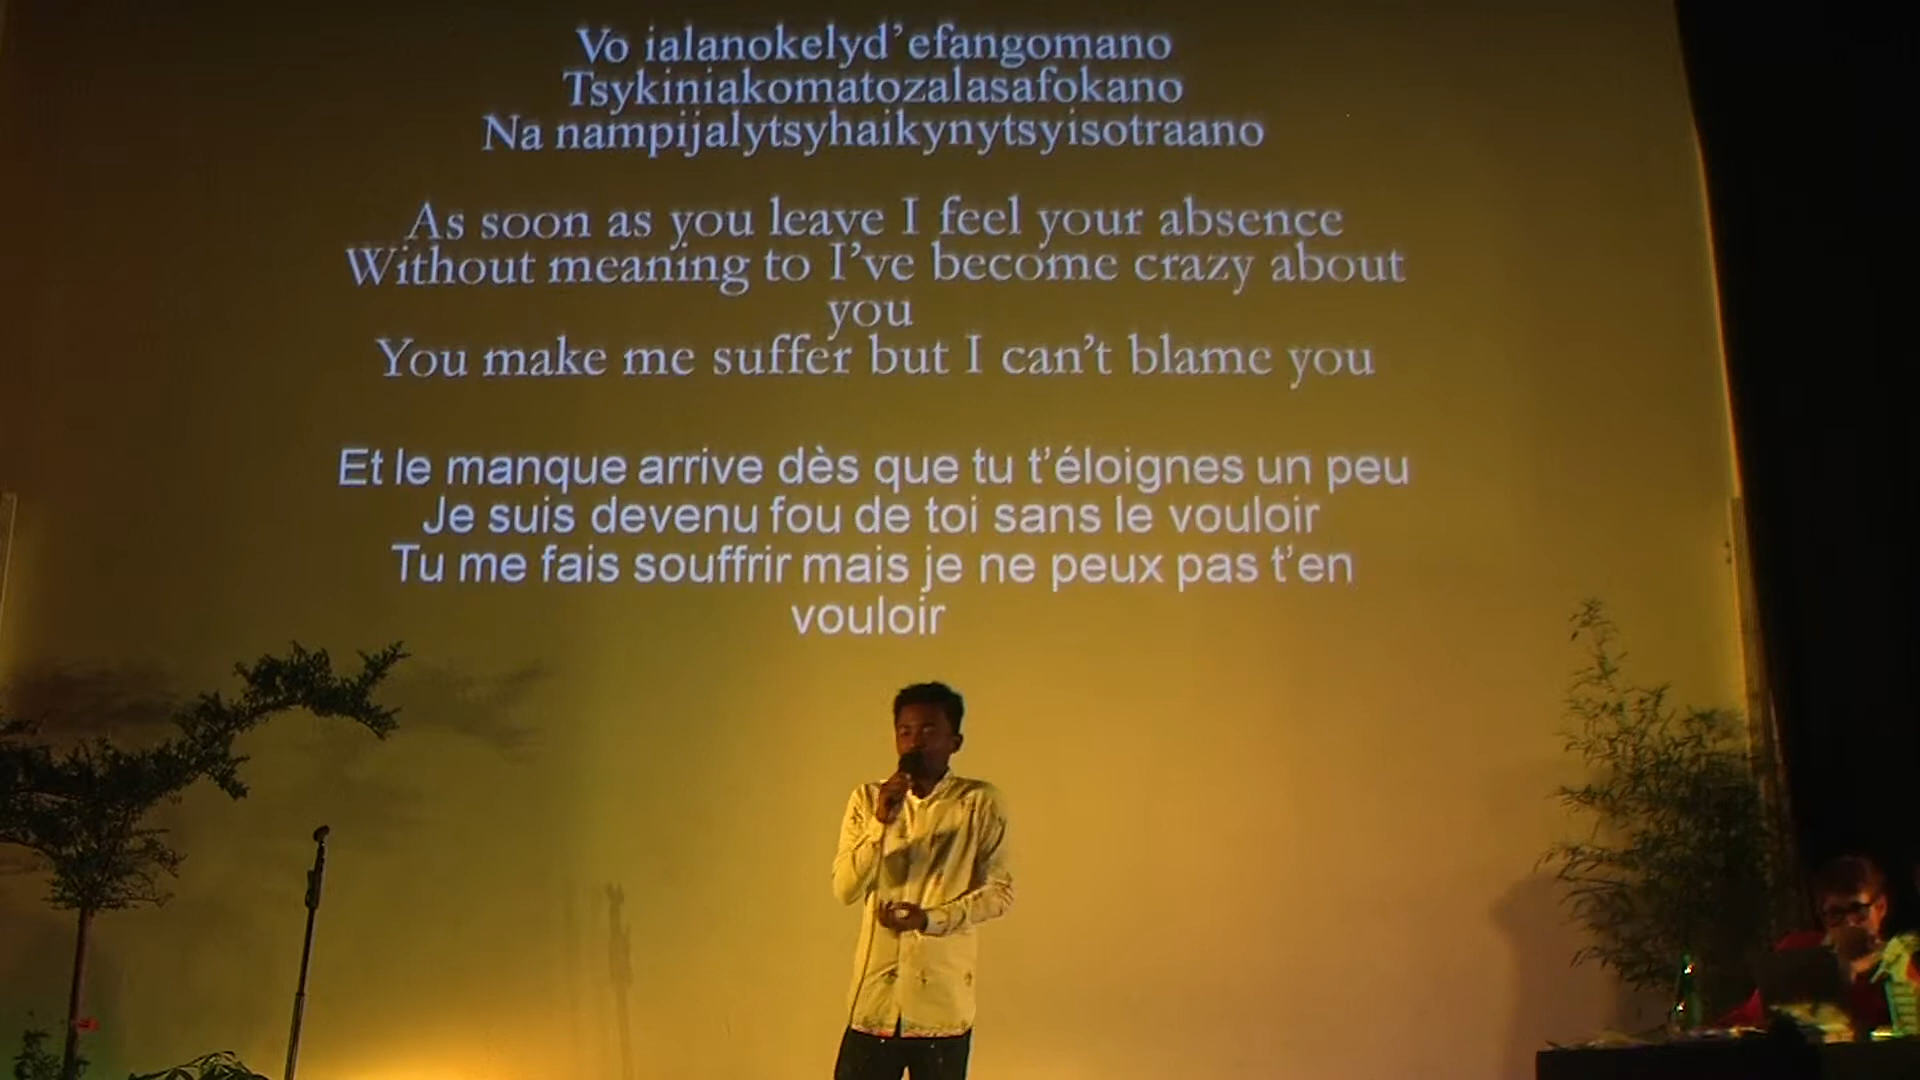 Vo ialanokelyd’efangomano
Tsykiniakomatozalasafokano
Na nampijalytsyhaikynytsyisotraano
As soon as you leave I feel your absence
Without meaning to I’ve become crazy about
you
You make me suffer but I can’t blame you
Et le manque arrive dès que tu t’éloignes un peu
Je suis devenu fou de toi sans le vouloir
Tu me fais souffrir mais je ne peux pas t’en
vouloir